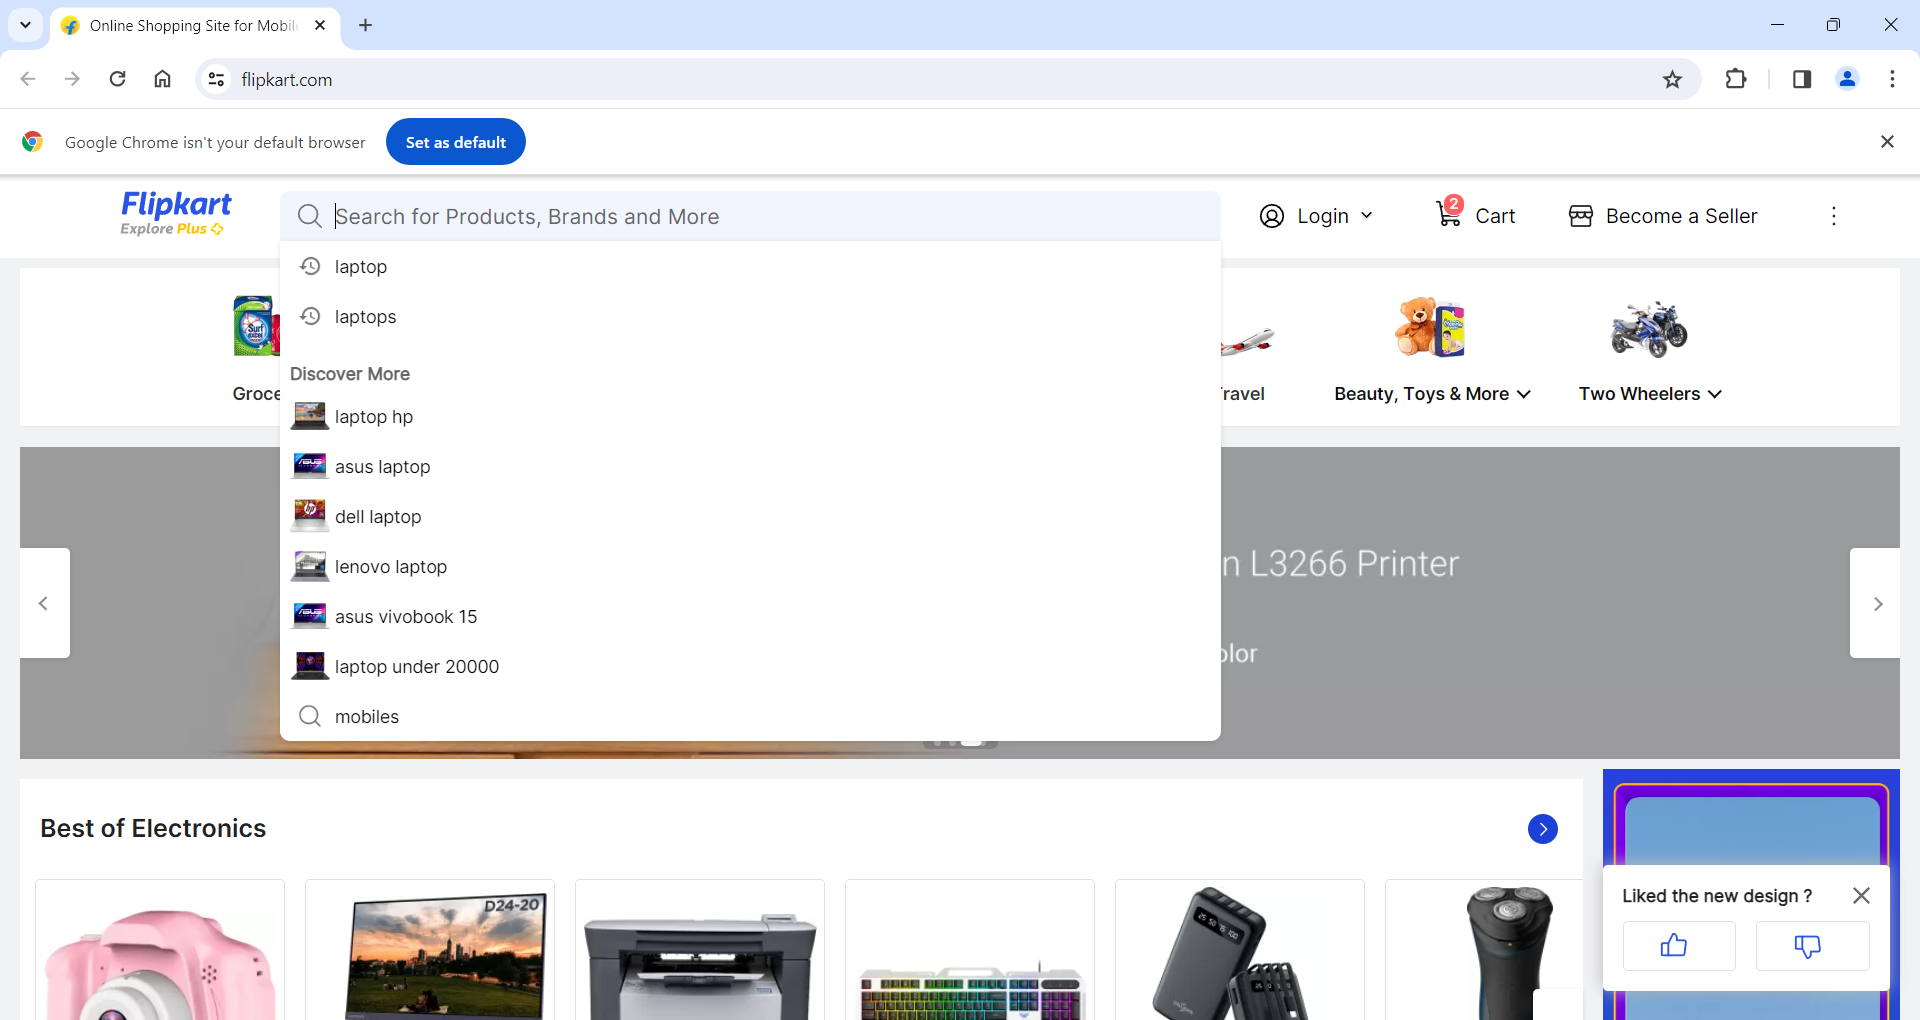 Online Shopping Site for Mobil
flipkart.com
Google Chrome isn't your default browser
Set as default
Flipkart
Explore Plus
Search for Products, Brands and More
Login
2
Cart
Become a Seller
laptop
laptops
Discover More
laptop hp
asus laptop
dell laptop
lenovo laptop
asus vivobook 15
laptop under 20000
mobiles
Surf
excel
Groce
ravel
Beauty, Toys & More
Two Wheelers
n L3266 Printer
olor
Best of Electronics
D24-20
Liked the new design ?